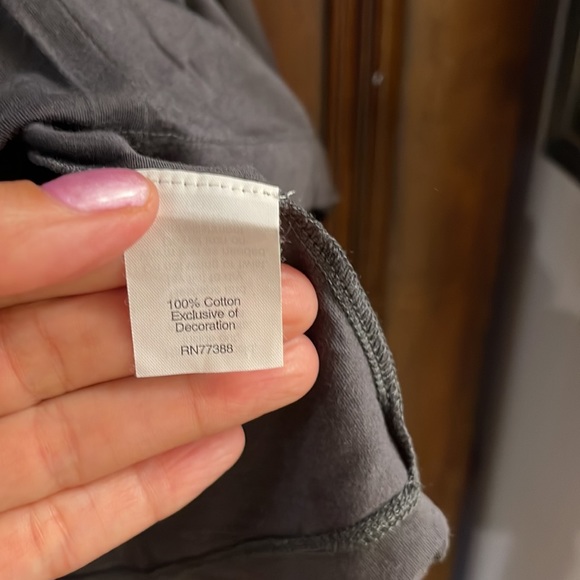 100% Cotton
Exclusive of
Decoration
RN77388